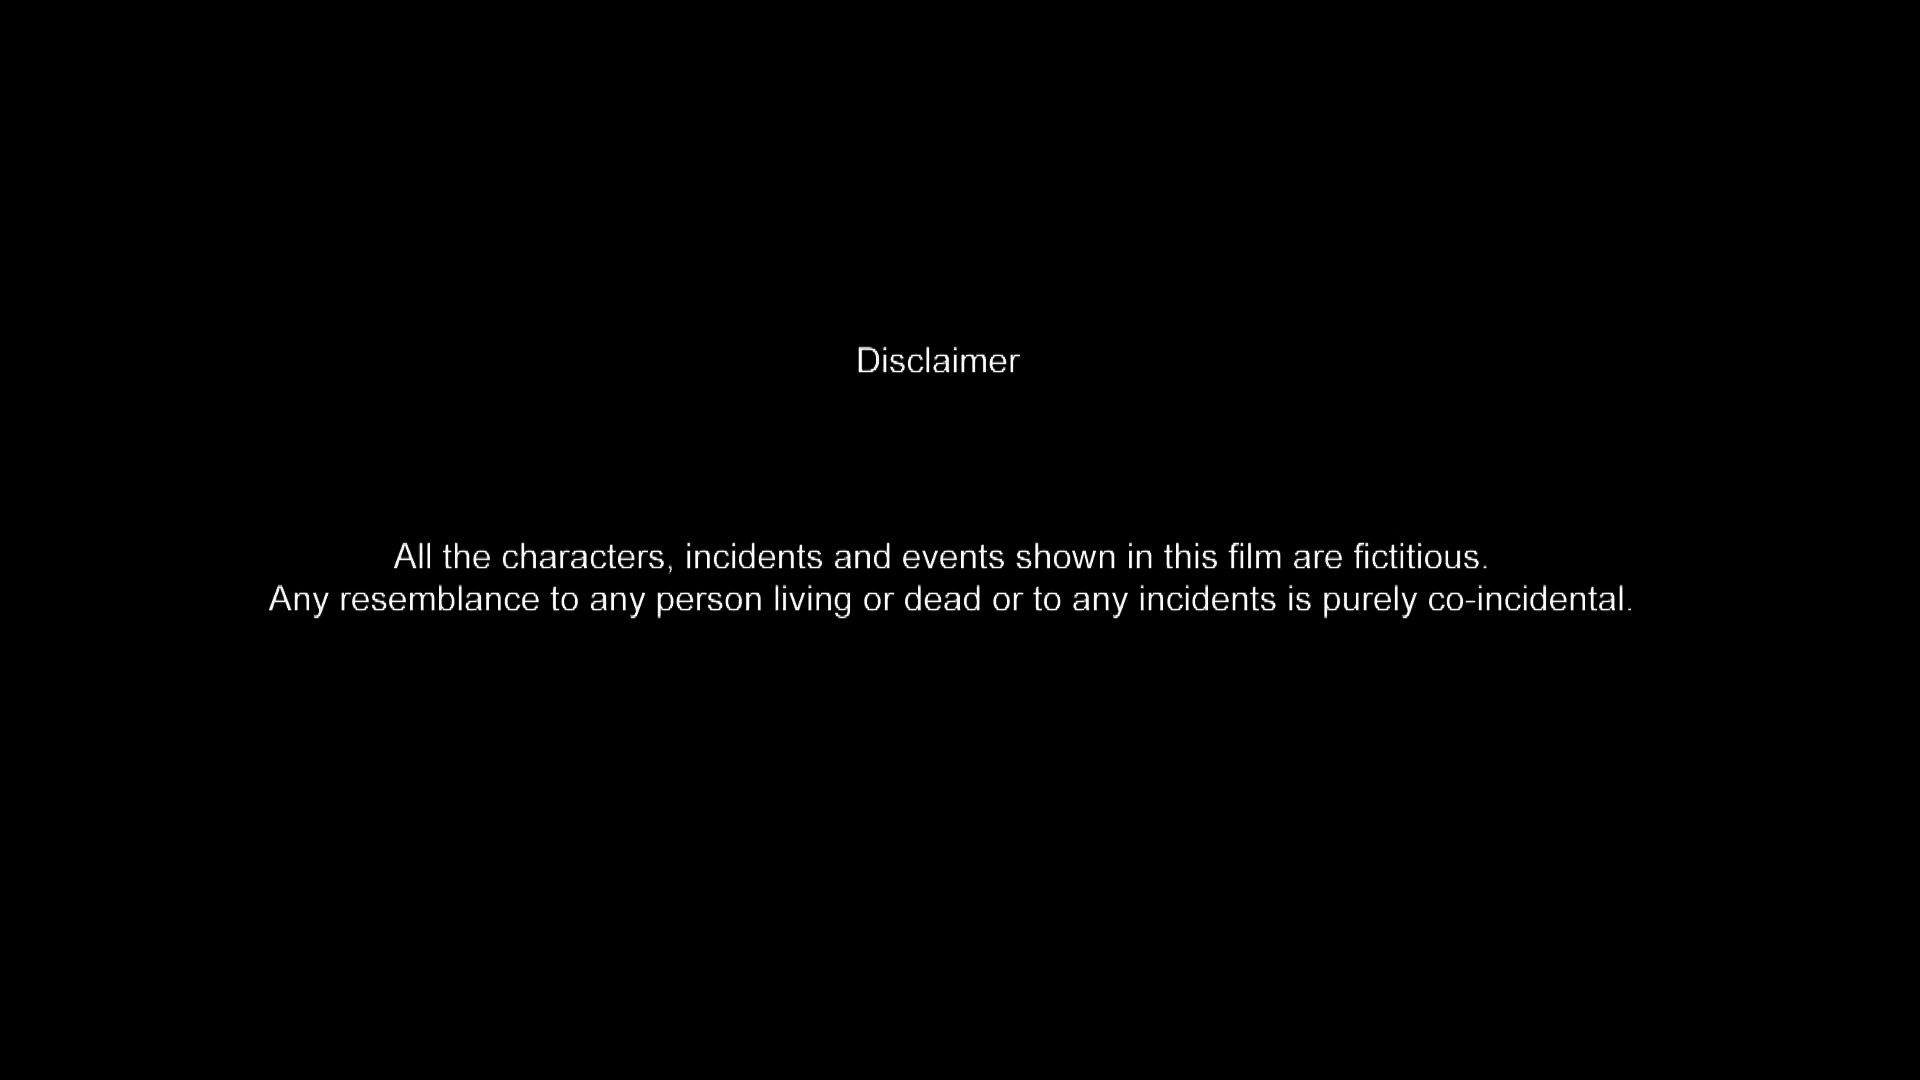 Disclaimer
All the characters, incidents and events shown in this film are fictitious.
Any resemblance to any person living or dead or to any incidents is purely co-incidental.